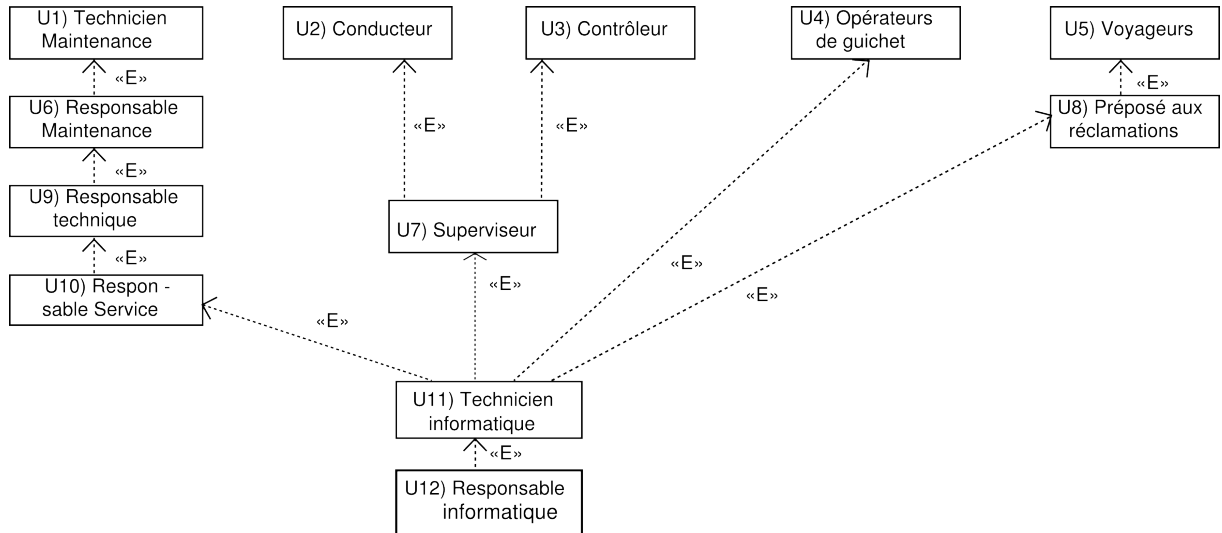 U1) Technicien
Maintenance
U2) Conducteur
U3) Contrôleur
U4) Opérateurs
de guichet
U5) Voyageurs
«E»
«E»
U6) Responsable
Maintenance
U8) Préposé aux
réclamations
«E»
«E»
«E»
U9) Responsable
technique
U7) Superviseur
«E»
«E»
«E»
«E»
U10) Respon -
sable Service
«E»
U11) Technicien
informatique
«E»
U12) Responsable
informatique